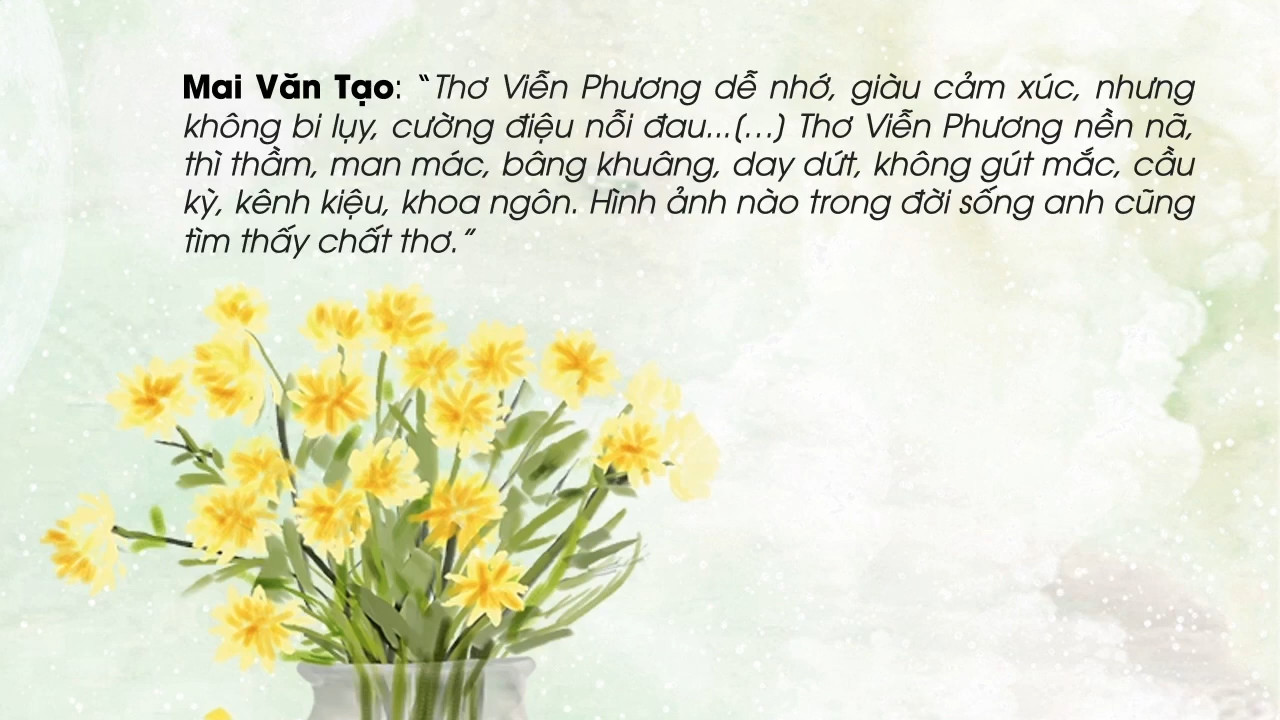 Mai Văn Tạo: “Thơ Viễn Phương dễ nhớ, giàu cảm xúc, nhưng
không bi lụy, cường điệu nỗi đau...(...) Thơ Viễn Phương nền nã,
thì thầm, man mác, bâng khuâng, day dứt, không gút mắc, cầu
kỳ, kênh kiệu, khoa ngôn. Hình ảnh nào trong đời sống anh cũng
tìm thấy chất thơ.”